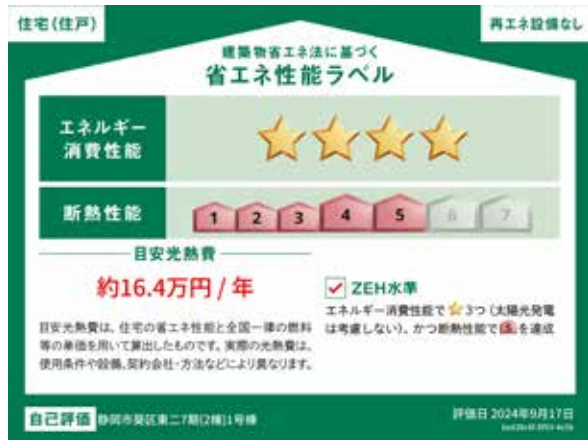 住宅(住戸)
再エネ設備なし
建築物省エネ法に基づく
省エネ性能ラベル
エネルギー
消費性能
断熱性能
1 2 3 4 5 6 7
目安光熱費
約16.4万円 / 年
目安光熱費は、住宅の省エネ性能と全国一律の燃料
等の単価を用いて算出したものです。実際の光熱費は、
使用条件や設備、契約会社・方法などにより異なります。
ZEH水準
エネルギー消費性能で⭐3つ(太陽光発電
は考慮しない)、かつ断熱性能で5を達成
自己評価 静岡市葵区東二7期(2棟)1号棟
評価日 2024年9月17日